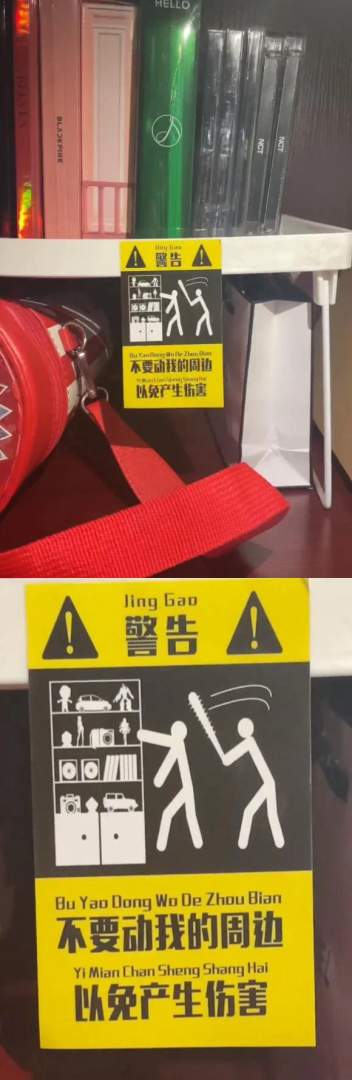 HELLO
BLACKPINK
NCT
NCT
Jing Gao
警告
Bu Yao Dong Wo De Zhou Bian
不要动我的周边
Yi Mian Chan Sheng Shang Hai
以免产生伤害
Jing Gao
警告
Bu Yao Dong Wo De Zhou Bian
不要动我的周边
Yi Mian Chan Sheng Shang Hai
以免产生伤害